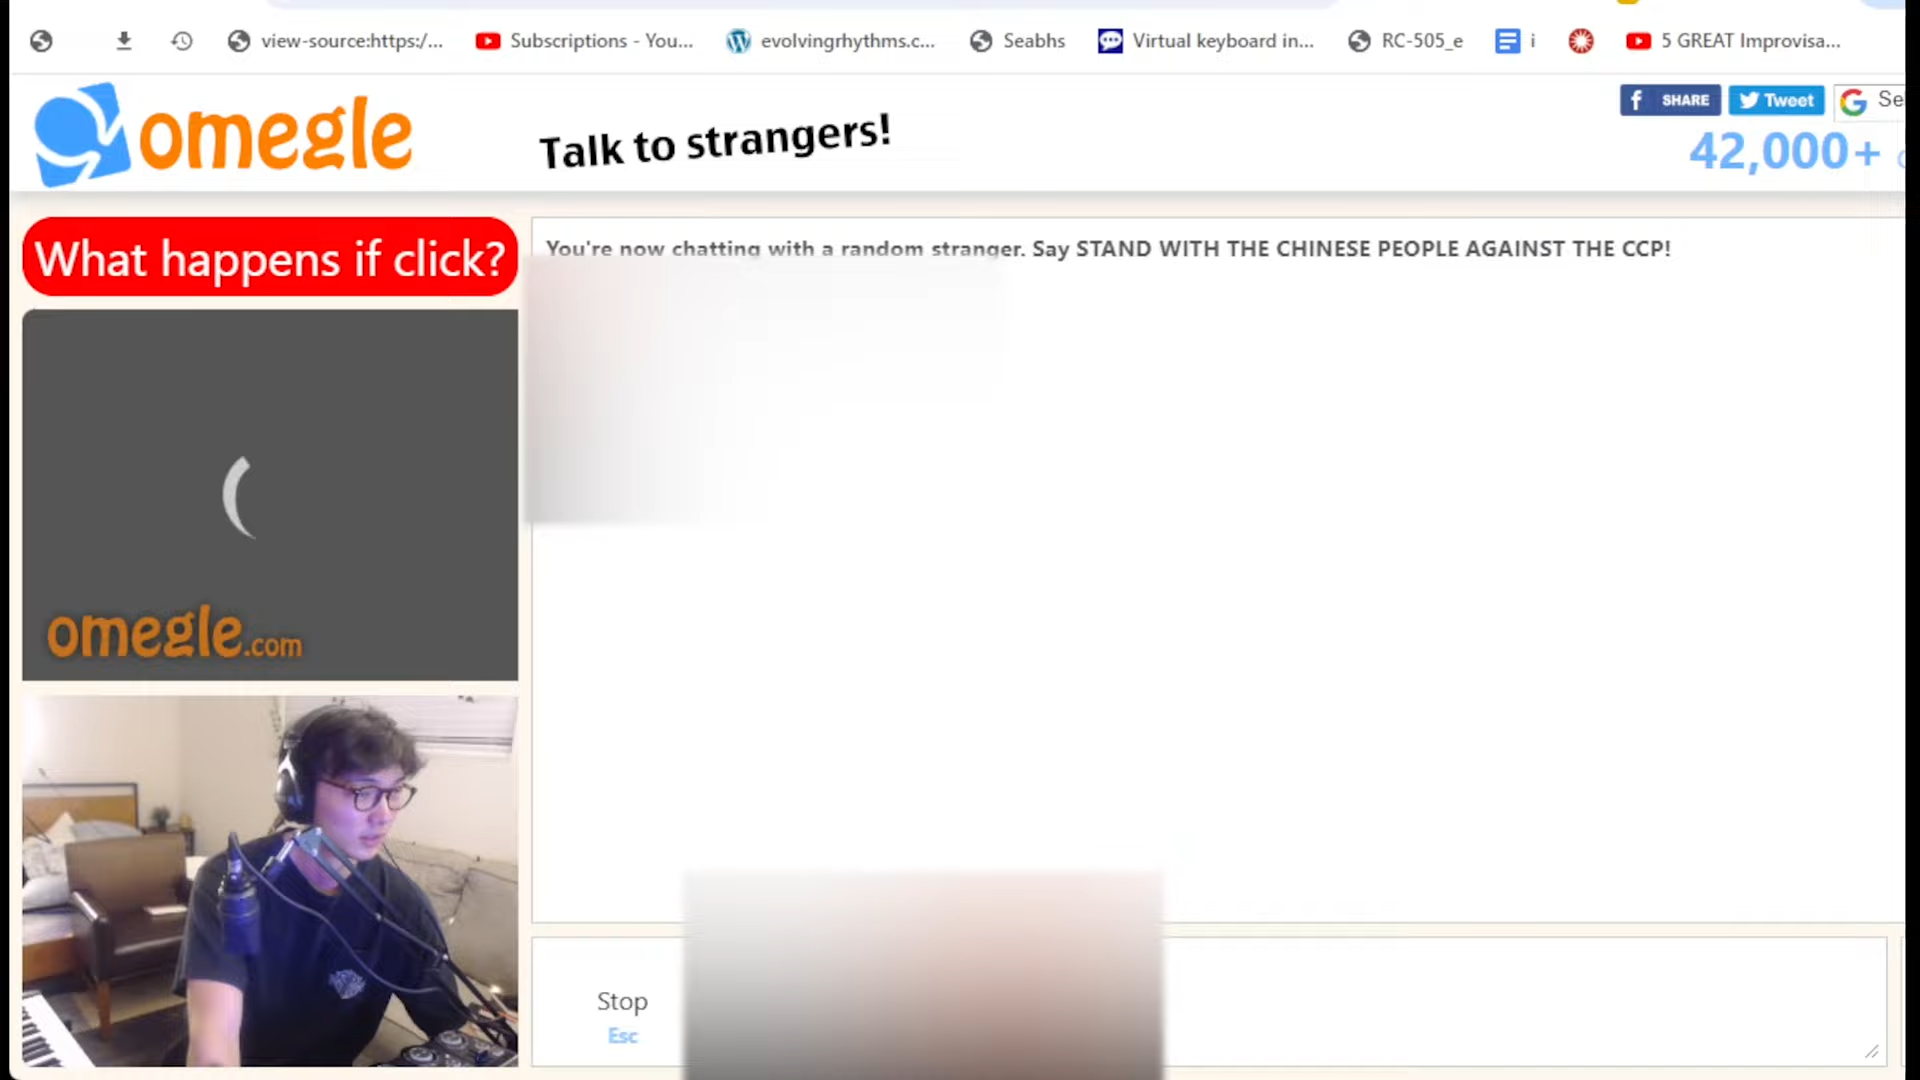 view-source:https:/...
Subscriptions - You...
evolvingrhythms.c...
Seabhs
Virtual keyboard in...
RC-505_e
i
5 GREAT Improvisa...
omegle
Talk to strangers!
SHARE
Tweet
Se
42,000+
What happens if click?
You're now chatting with a random stranger. Say STAND WITH THE CHINESE PEOPLE AGAINST THE CCP!
omegle.com
Stop
Esc